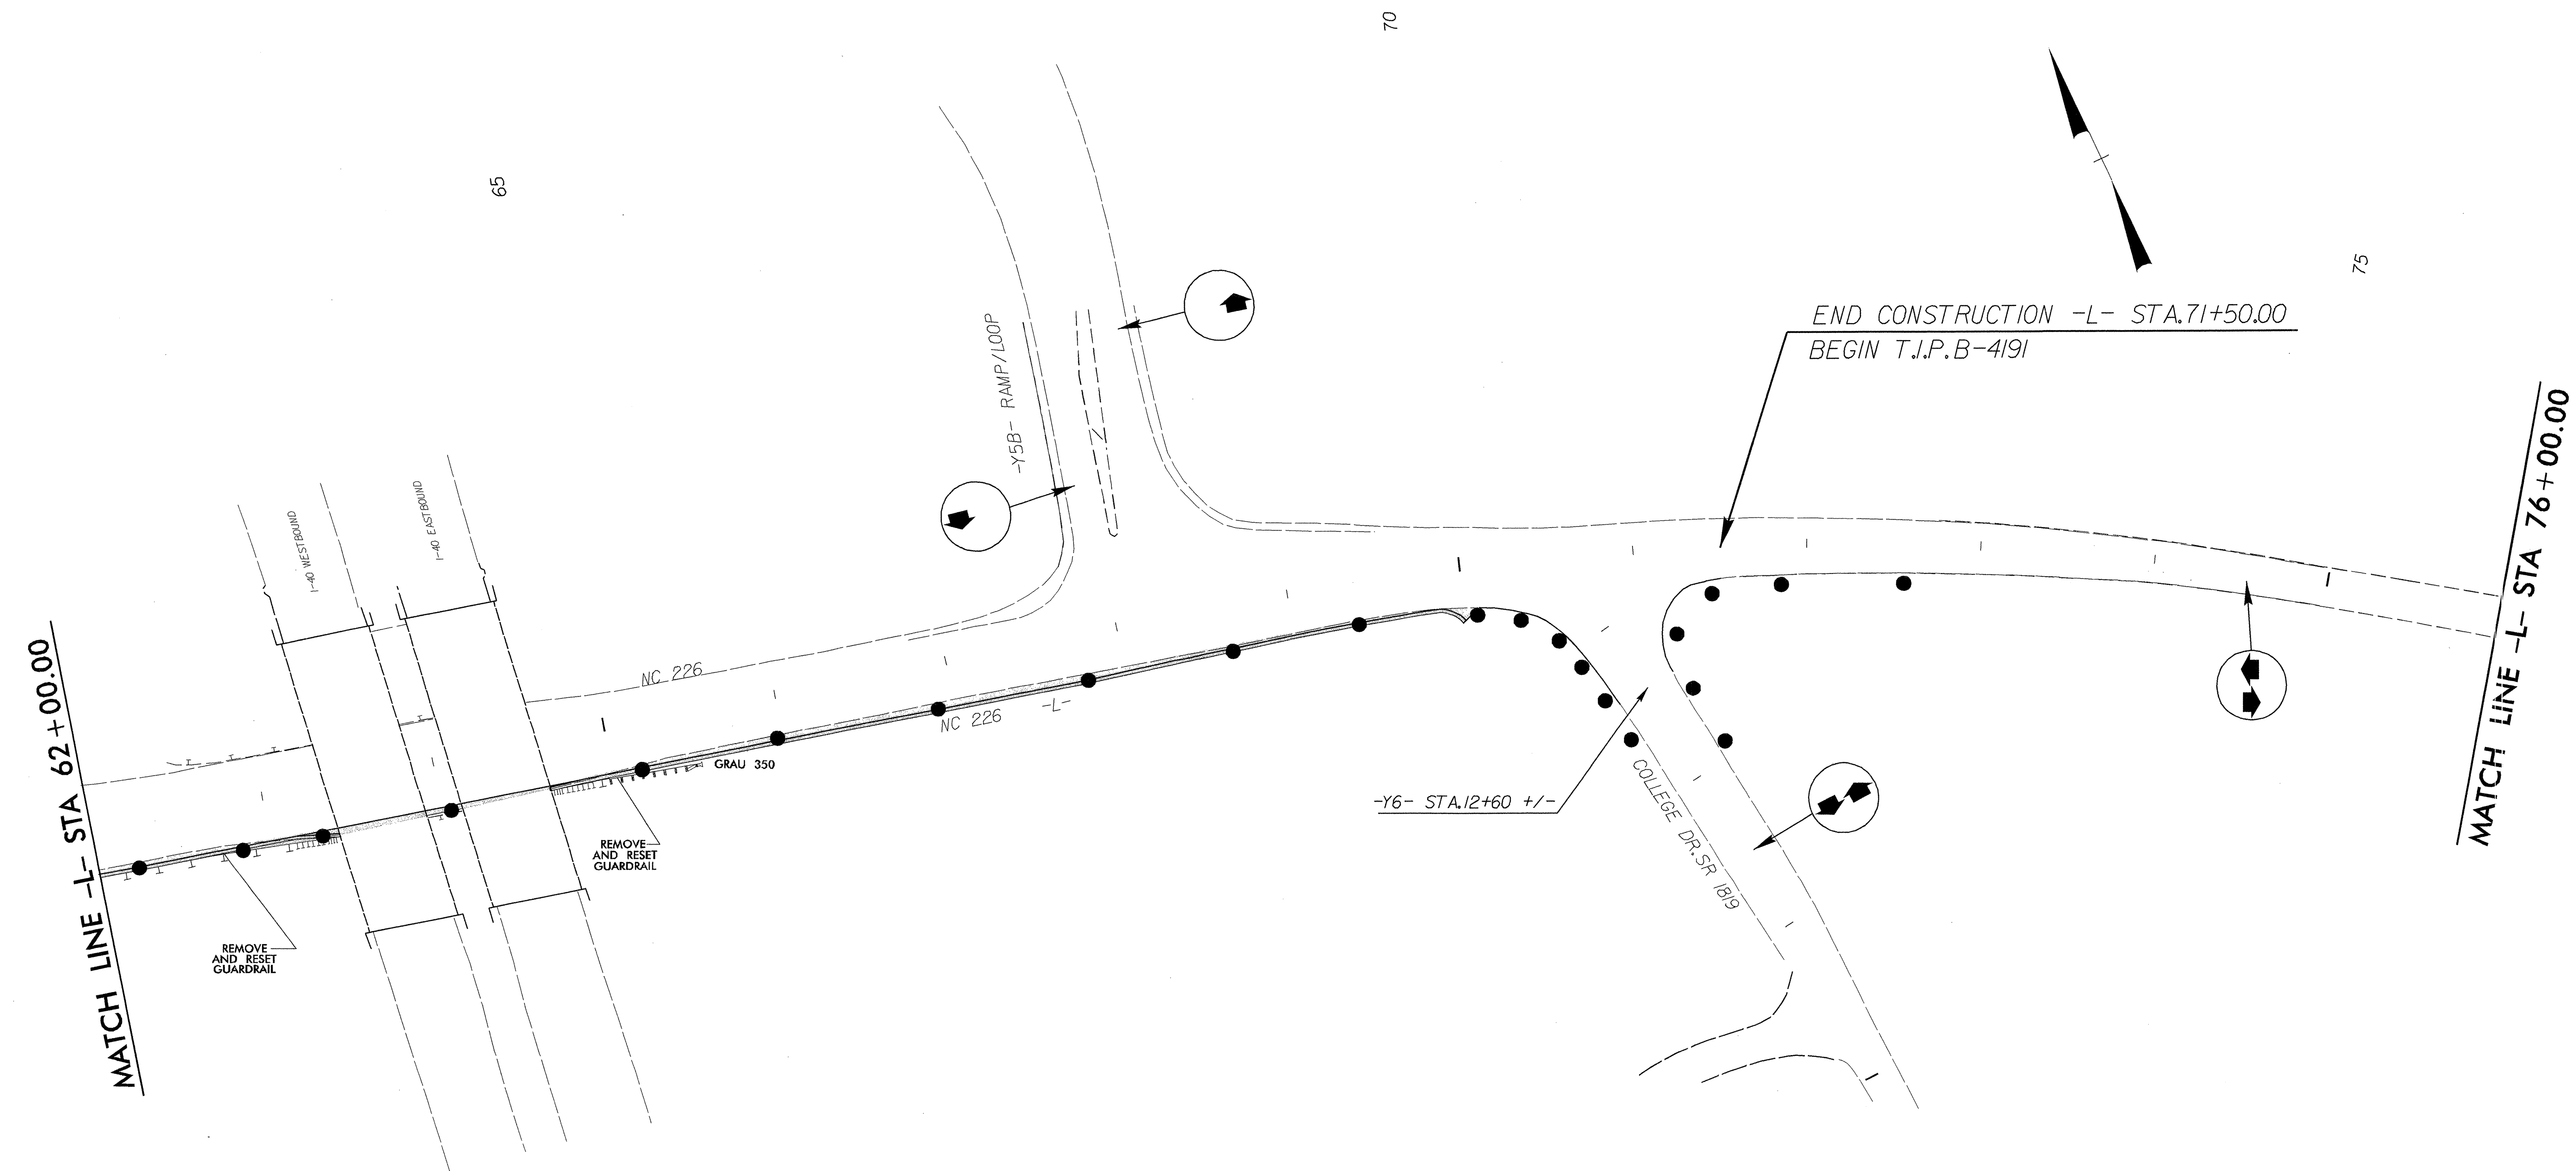 70
65
75
END CONSTRUCTION -L- STA.71+50.00
BEGIN T.I.P. B-4191
-Y5B- RAMP/LOOP
MATCH LINE -L- STA 76+00.00
I-40 WESTBOUND
I-40 EASTBOUND
MATCH LINE -L- STA 62+00.00
NC 226
NC 226
-L-
GRAU 350
REMOVE
AND RESET
GUARDRAIL
REMOVE
AND RESET
GUARDRAIL
-Y6- STA.12+60 +/-
COLLEGE DR. SR 1819